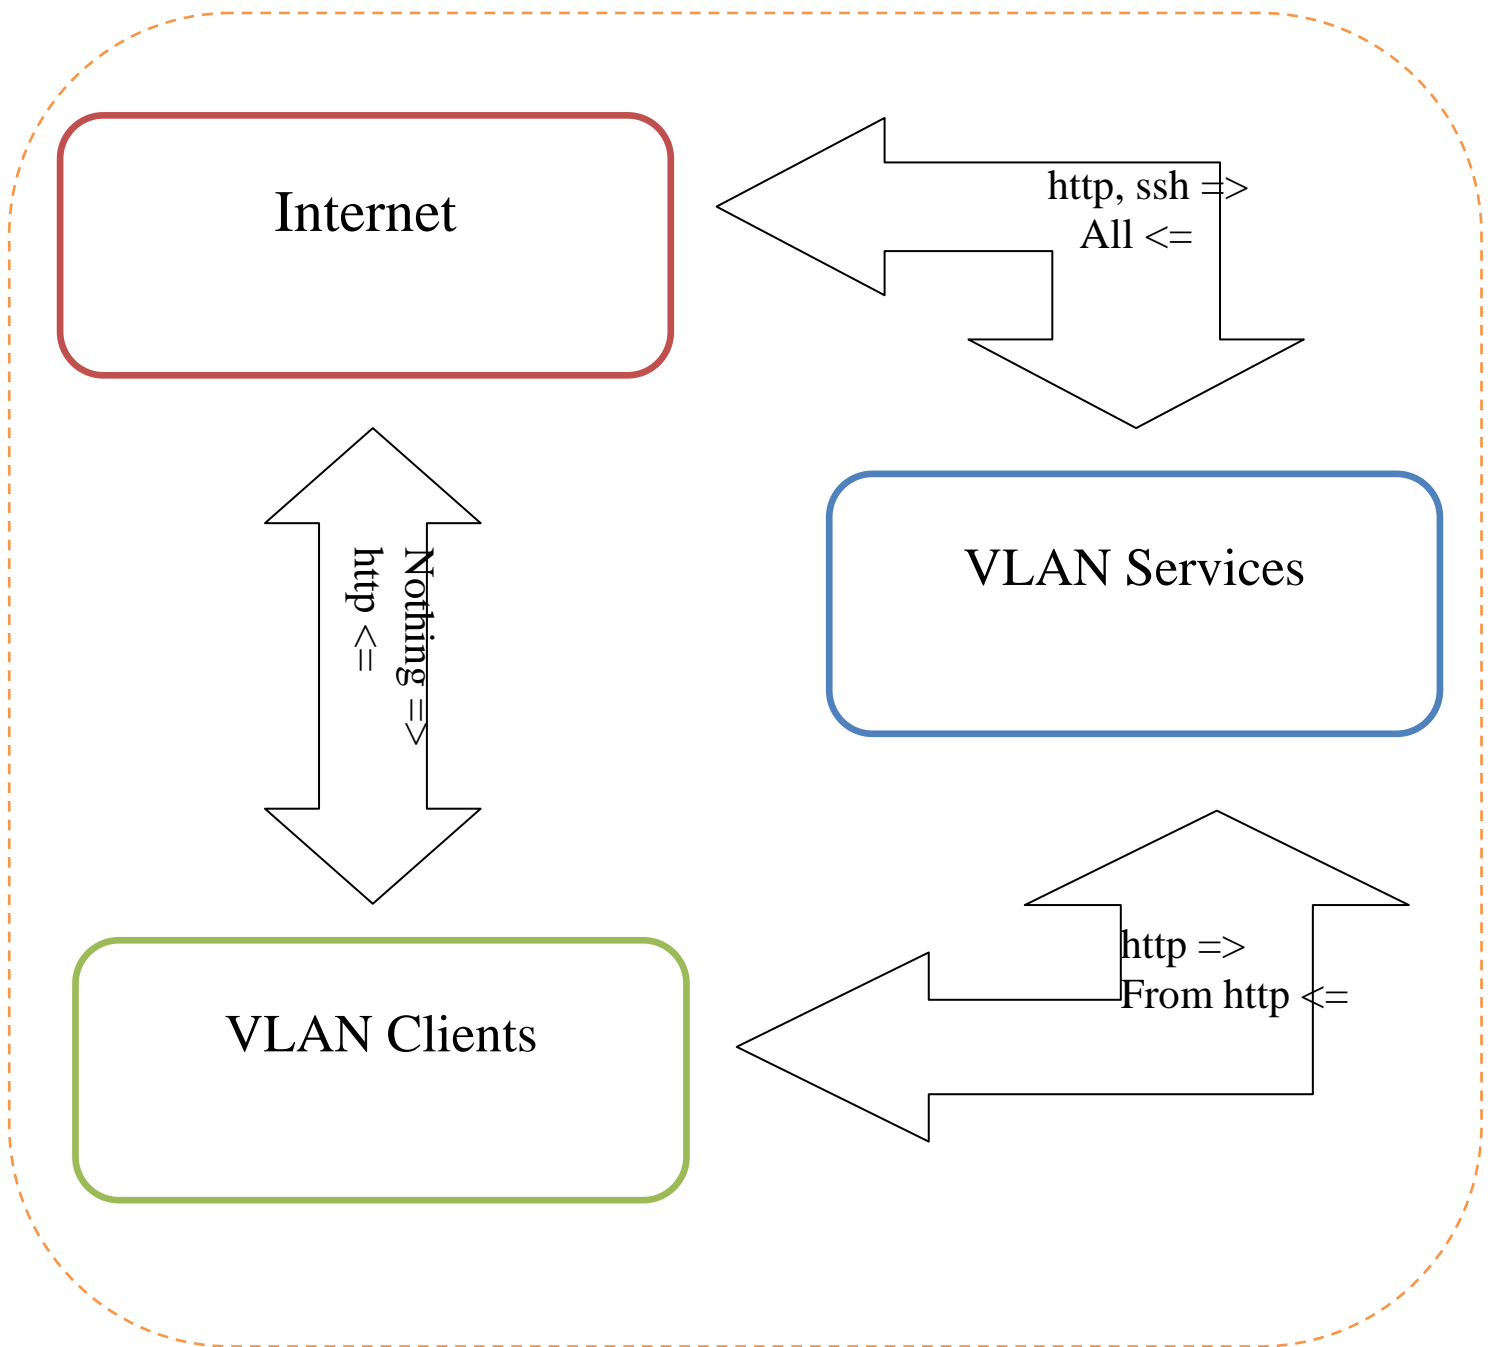 Internet
http, ssh =>
All <=
VLAN Services
Nothing =>
http <=
VLAN Clients
http =>
From http <=